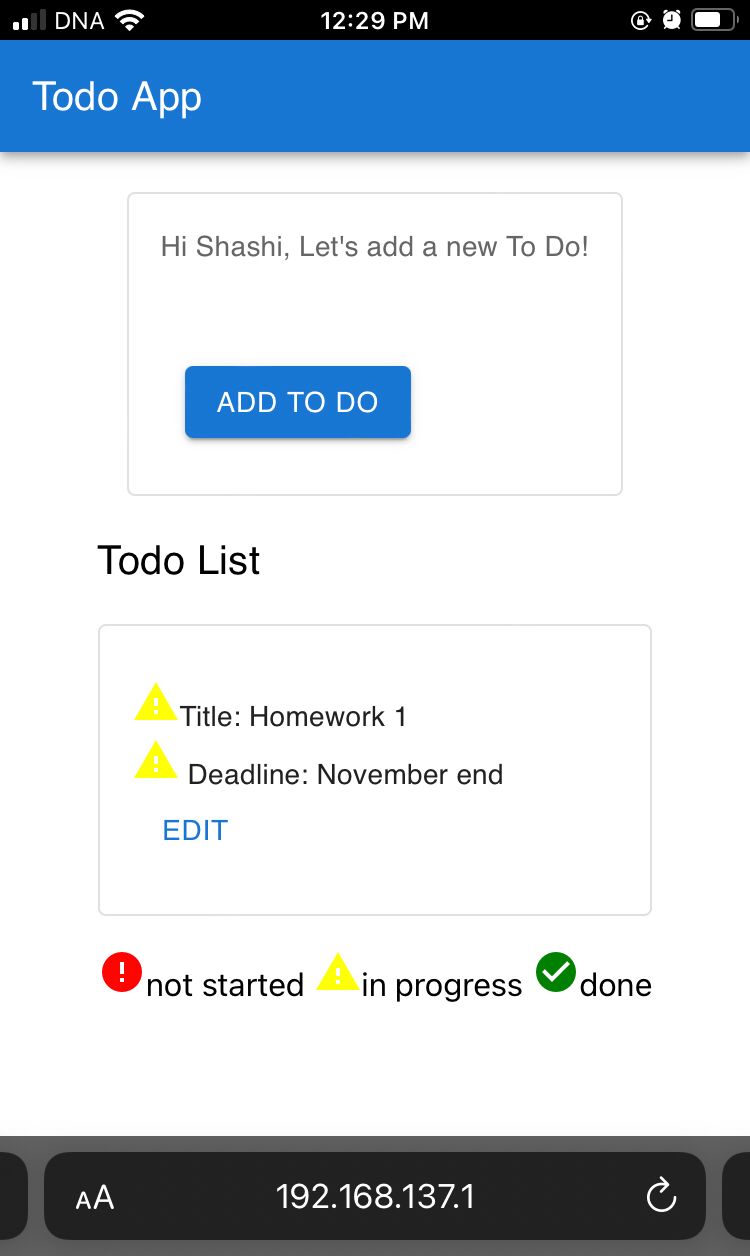 DNA 12:29 PM
Todo App
Hi Shashi, Let's add a new To Do!
ADD TO DO
Todo List
Title: Homework 1
Deadline: November end
EDIT
not started in progress done
AA 192.168.137.1